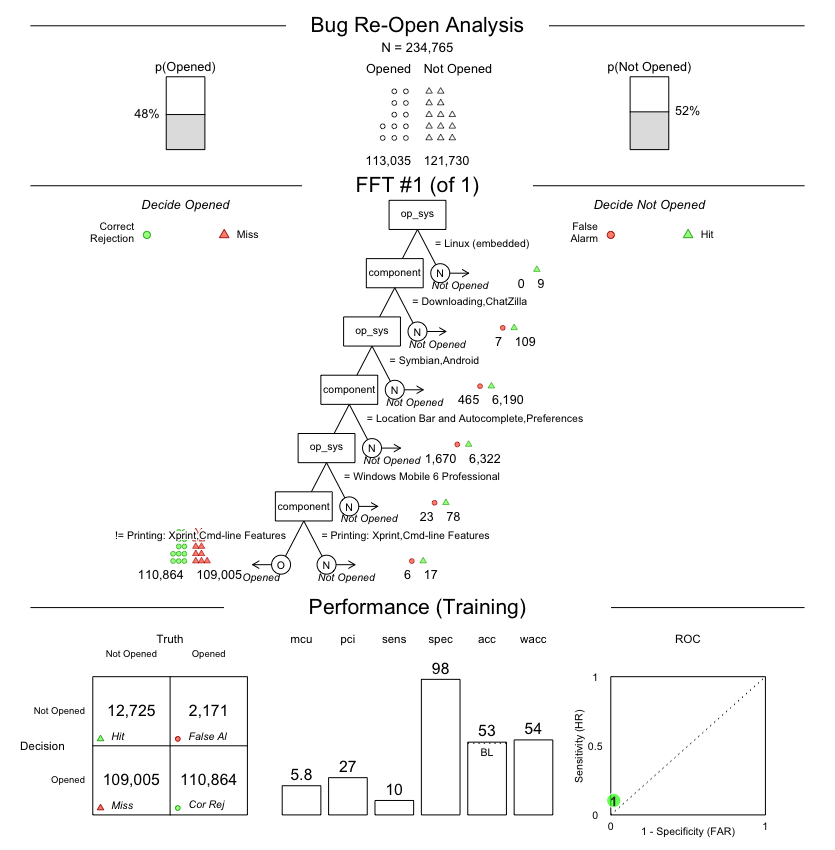 Bug Re-Open Analysis
N = 234,765
p(Opened)
Opened Not Opened
p(Not Opened)
48%
52%
113,035 121,730
FFT #1 (of 1)
Decide Opened
Decide Not Opened
Correct
Rejection
Miss
False
Alarm
Hit
op_sys
= Linux (embedded)
component
N
Not Opened
0 9
= Downloading,ChatZilla
op_sys
N
Not Opened
7 109
= Symbian,Android
component
N
Not Opened
465 6,190
= Location Bar and Autocomplete,Preferences
op_sys
N
Not Opened
1,670 6,322
= Windows Mobile 6 Professional
component
N
Not Opened
23 78
!= Printing: Xprint,Cmd-line Features
= Printing: Xprint,Cmd-line Features
O
N
110,864 109,005
Opened
Not Opened
6 17
Performance (Training)
Truth
Not Opened Opened
Decision
Not Opened
12,725
Hit
2,171
False Al
Opened
109,005
Miss
110,864
Cor Rej
mcu pci sens spec acc wacc
5.8 27 10 98 53 54
BL
ROC
Sensitivity (HR)
1
0.5
0
1
0 1
1 - Specificity (FAR)